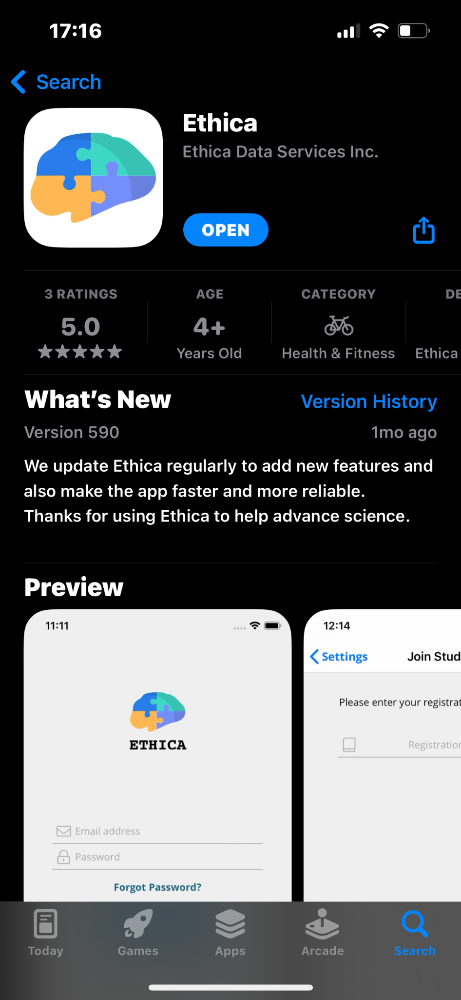 17:16
Search
Ethica
Ethica Data Services Inc.
OPEN
3 RATINGS
5.0
AGE
4+
Years Old
CATEGORY
Health & Fitness
DE
Ethica
What's New
Version History
Version 590
1mo ago
We update Ethica regularly to add new features and
also make the app faster and more reliable.
Thanks for using Ethica to help advance science.
Preview
11:11
ETHICA
Email address
Password
Forgot Password?
12:14
Settings
Join Stud
Please enter your registrat
Registration
Today
Games
Apps
Arcade
Search